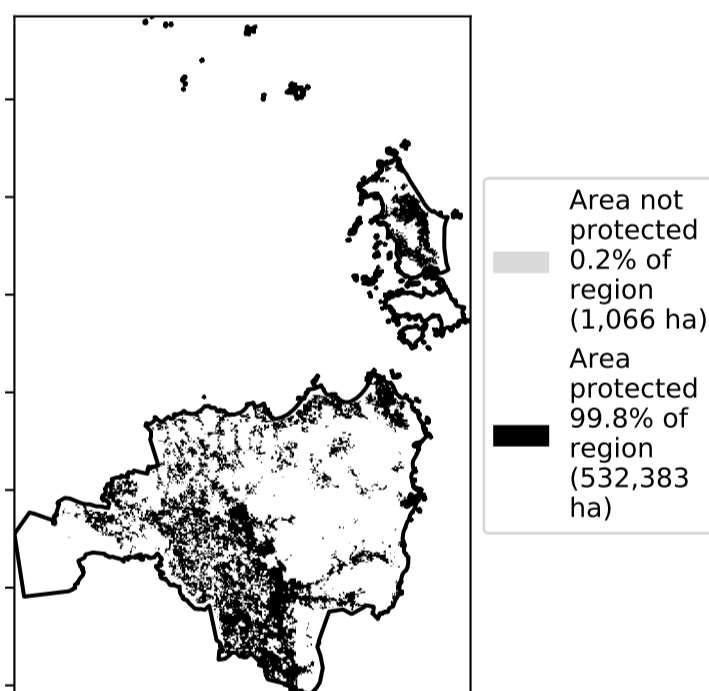 Area not
protected
0.2% of
region
(1,066 ha)
Area
protected
99.8% of
region
(532,383
ha)